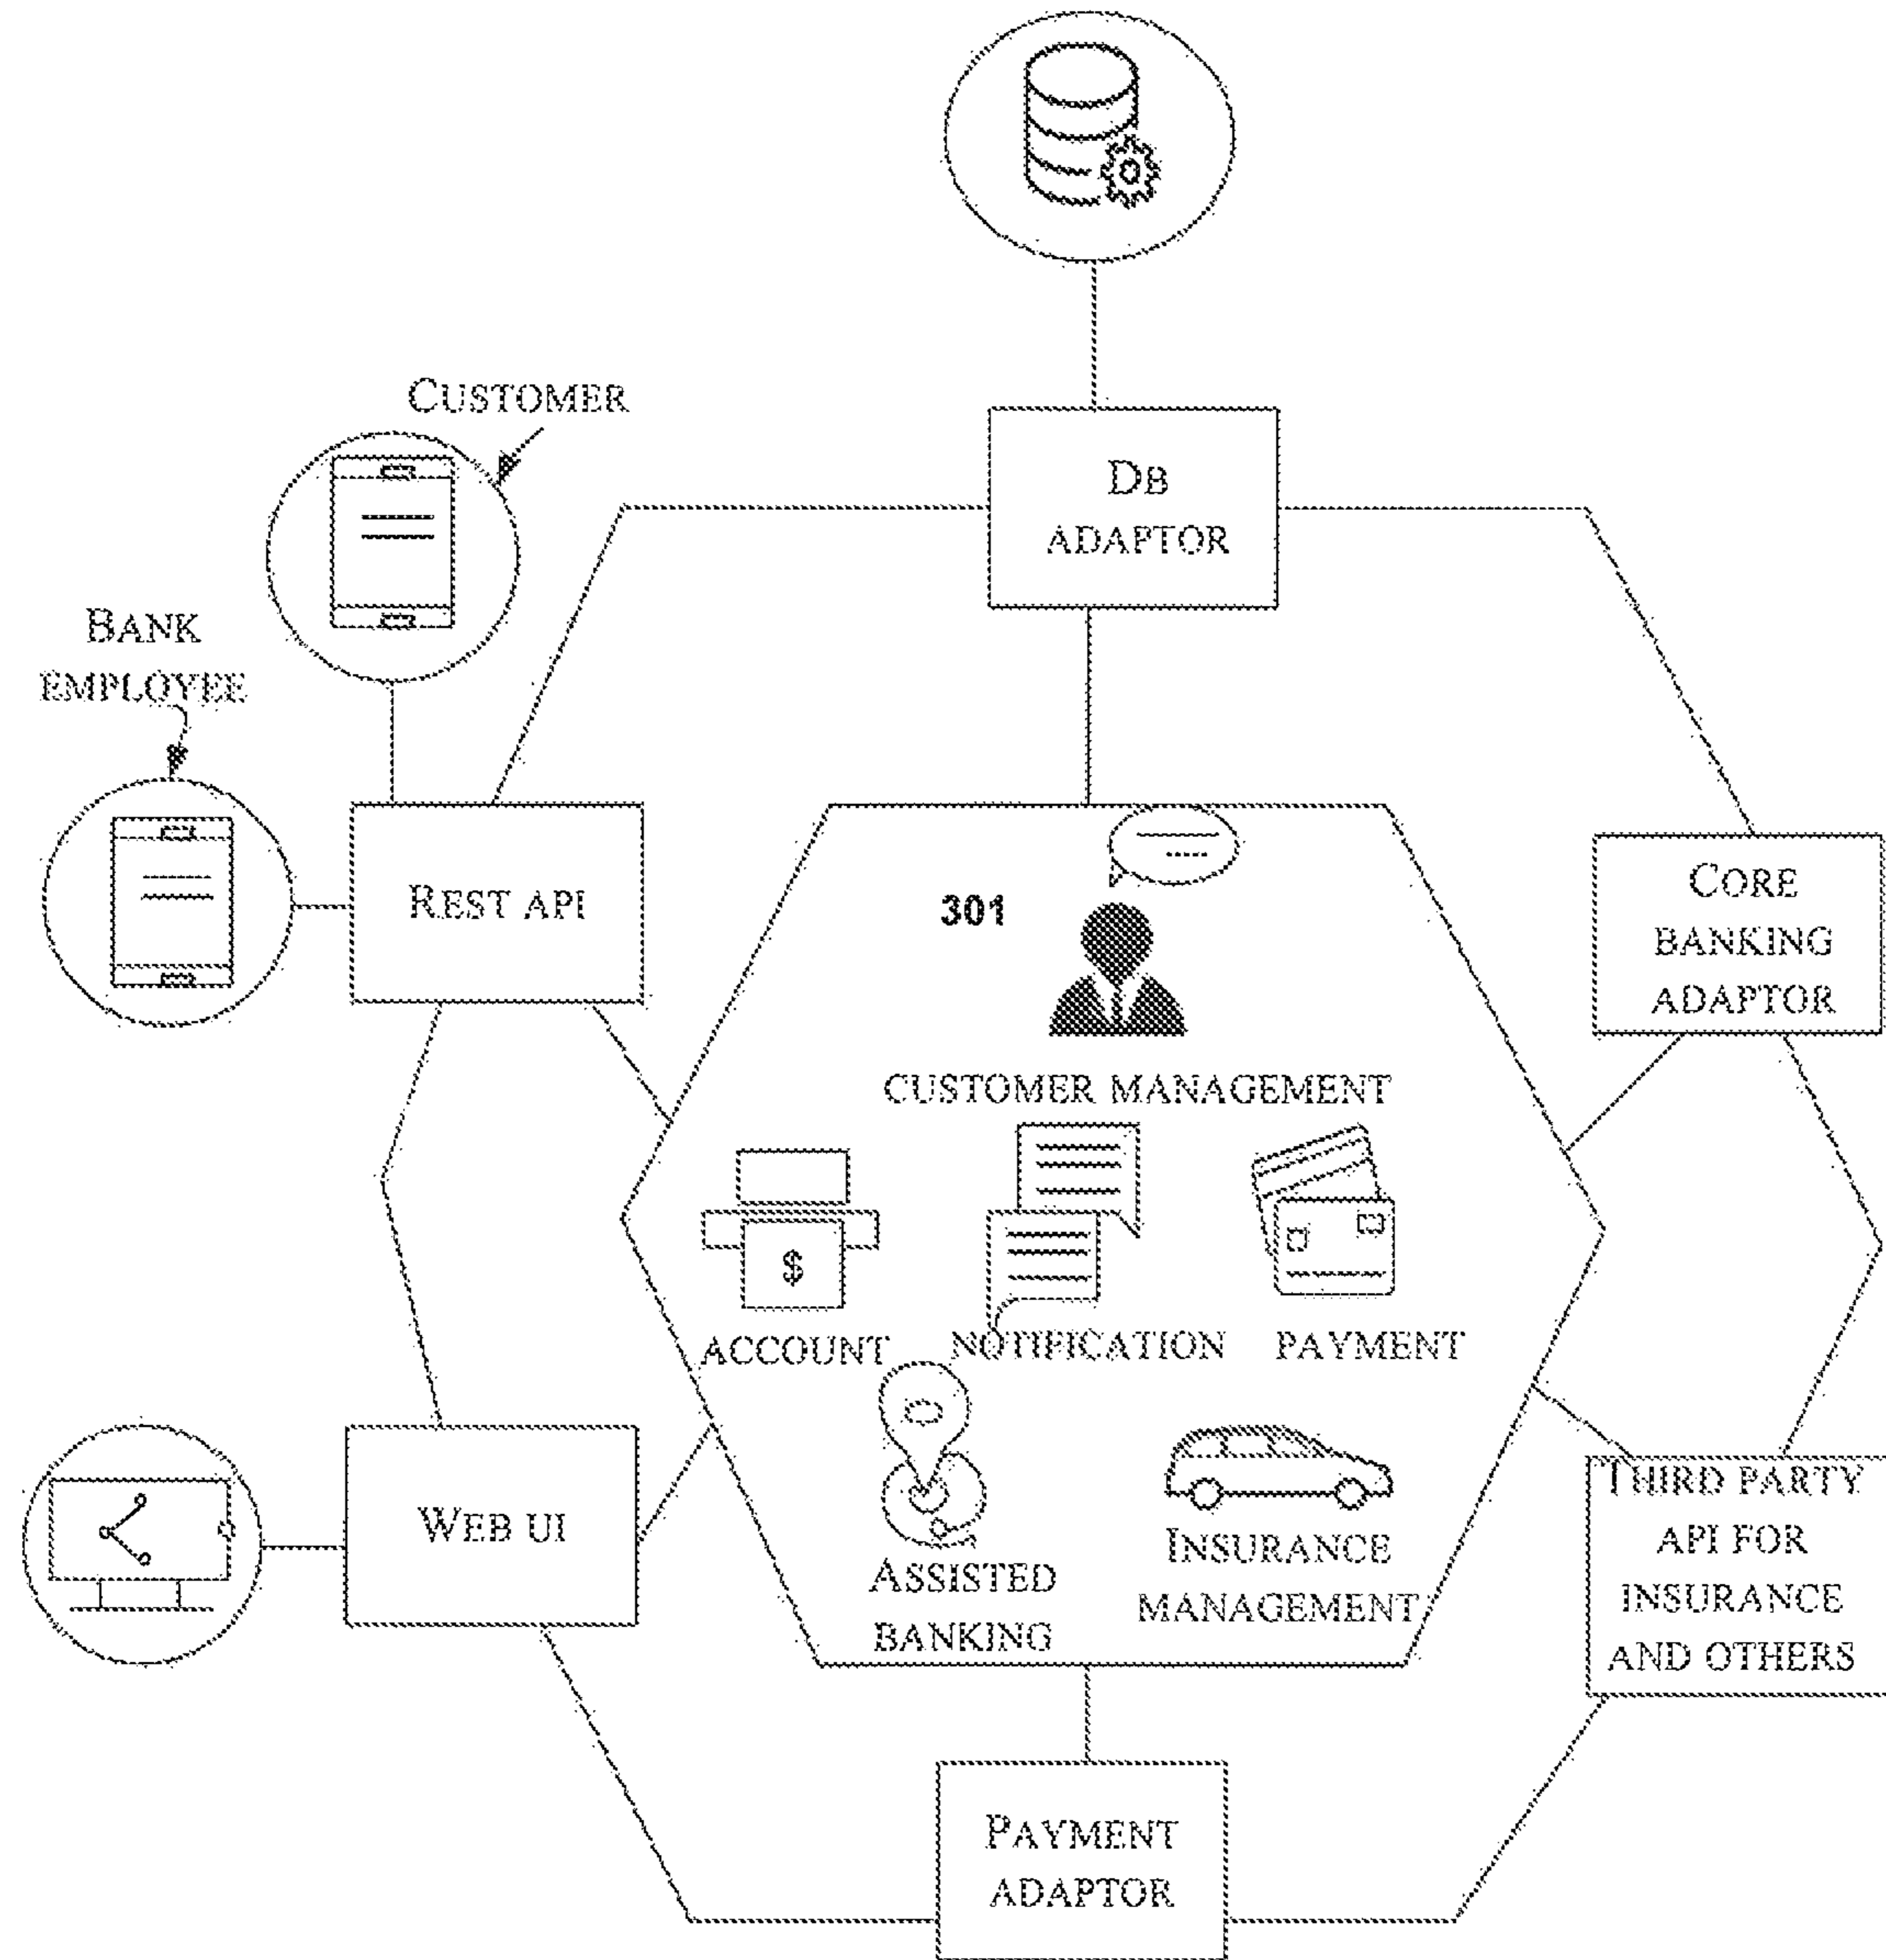 CUSTOMER
DB
ADAPTOR
BANK
EMPLOYEE
REST API
301
CORE
BANKING
ADAPTOR
CUSTOMER MANAGEMENT
$
ACCOUNT
NOTIFICATION
PAYMENT
WEB UI
ASSISTED
BANKING
INSURANCE
MANAGEMENT
THIRD PARTY
API FOR
INSURANCE
AND OTHERS
PAYMENT
ADAPTOR